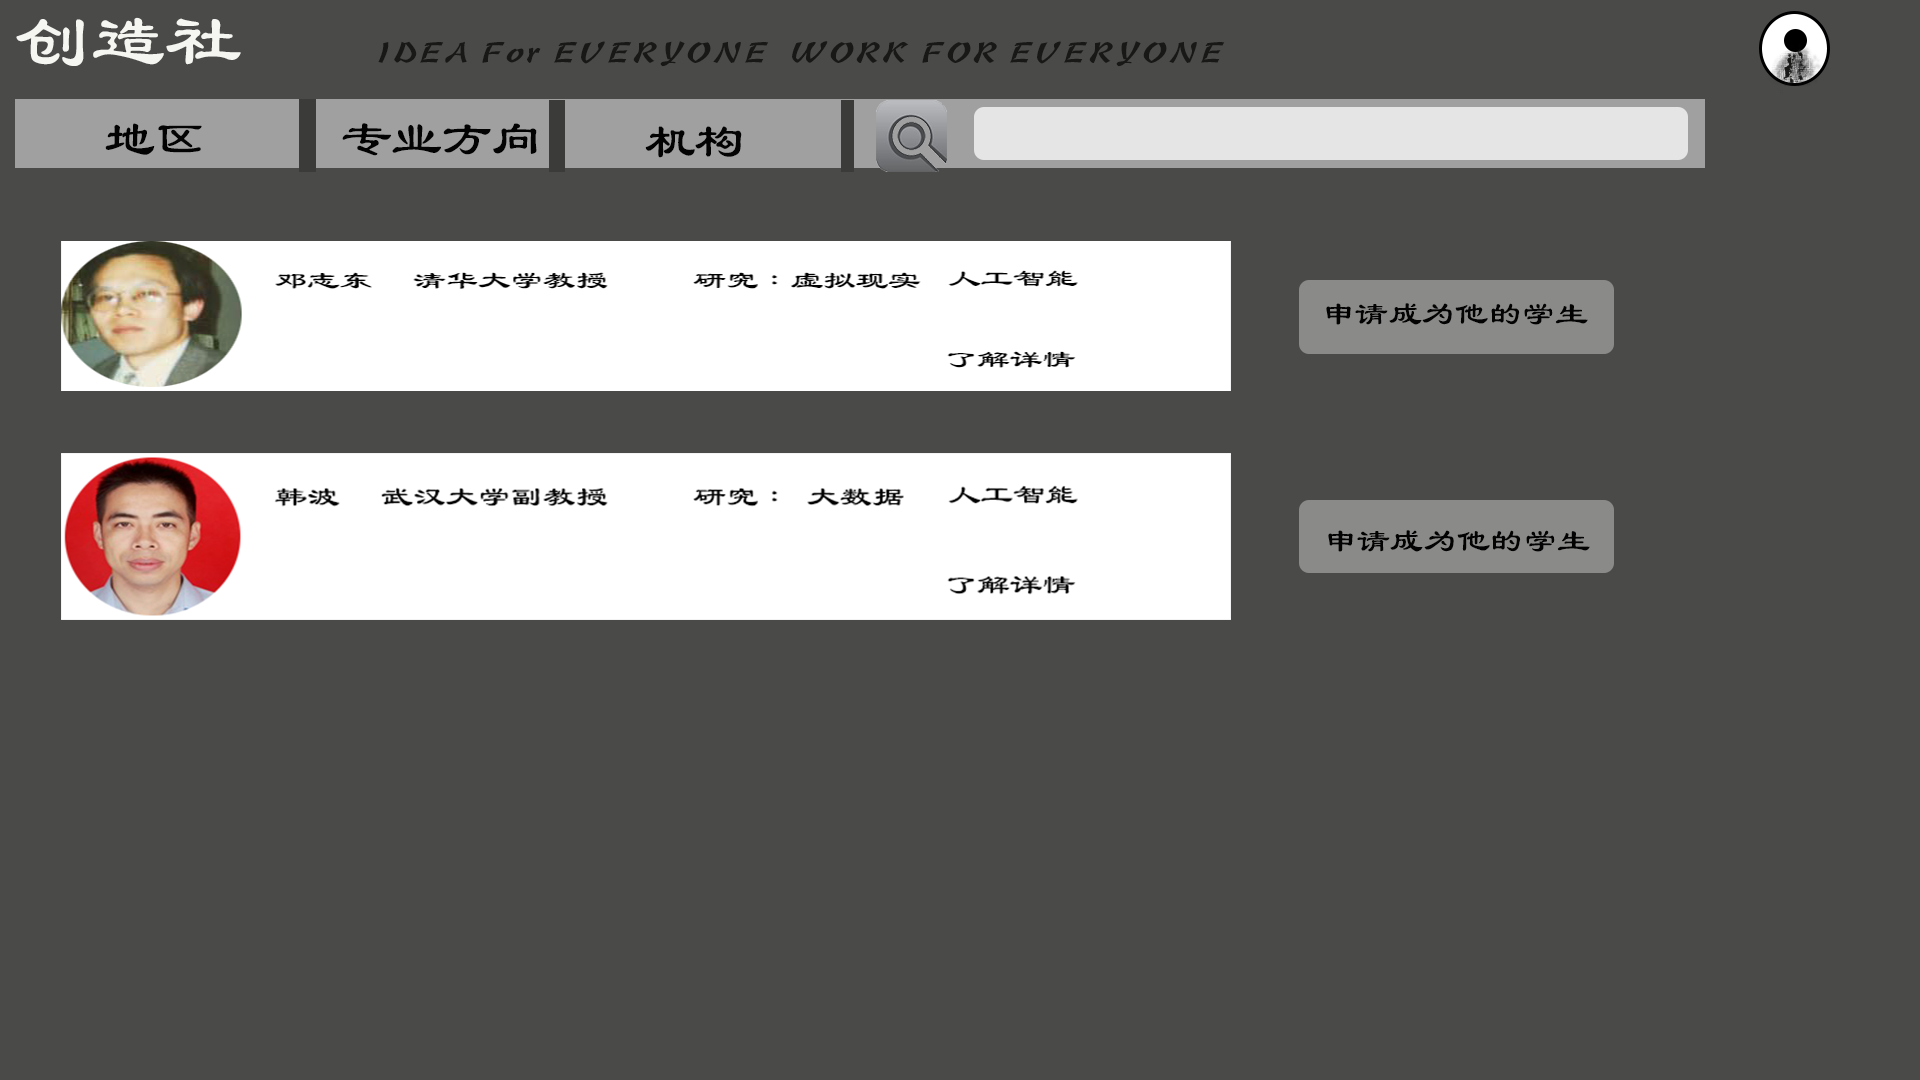 创造社
IDEA For EVERYONE WORK FOR EVERYONE
地区 专业方向 机构
邓志东 清华大学教授 研究：虚拟现实 人工智能
申请成为他的学生
了解详情
韩波 武汉大学副教授 研究： 大数据 人工智能
申请成为他的学生
了解详情